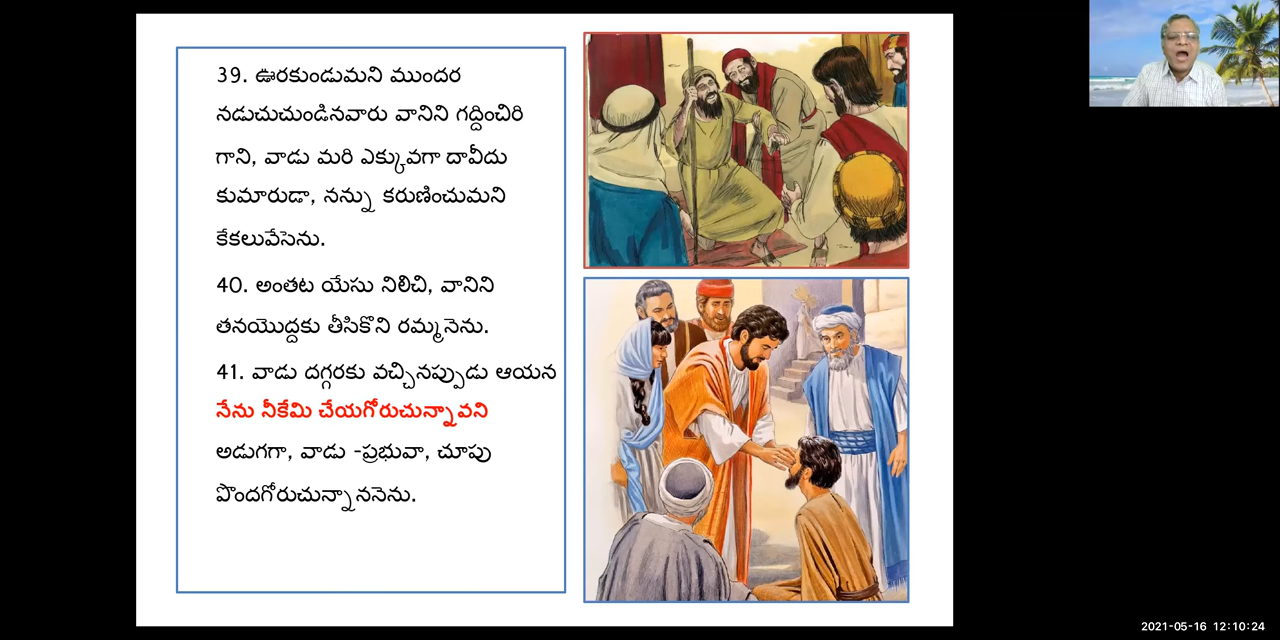 39. ఊరకుండుమని ముందర
నడుచుచుండినవారు వానిని గద్దించిరి
గాని, వాడు మరి ఎక్కువగా దావీదు
కుమారుడా, నన్ను కరుణించుమని
కేకలువేసెను.
40. అంతట యేసు నిలిచి, వానిని
తనయొద్దకు తీసికొని రమ్మనెను.
41. వాడు దగ్గరకు వచ్చినప్పుడు ఆయన
నేను నీకేమి చేయగోరుచున్నావని
అడుగగా, వాడు -ప్రభువా, చూపు
పొందగోరుచున్నాననెను.
2021-05-16 12:10:24